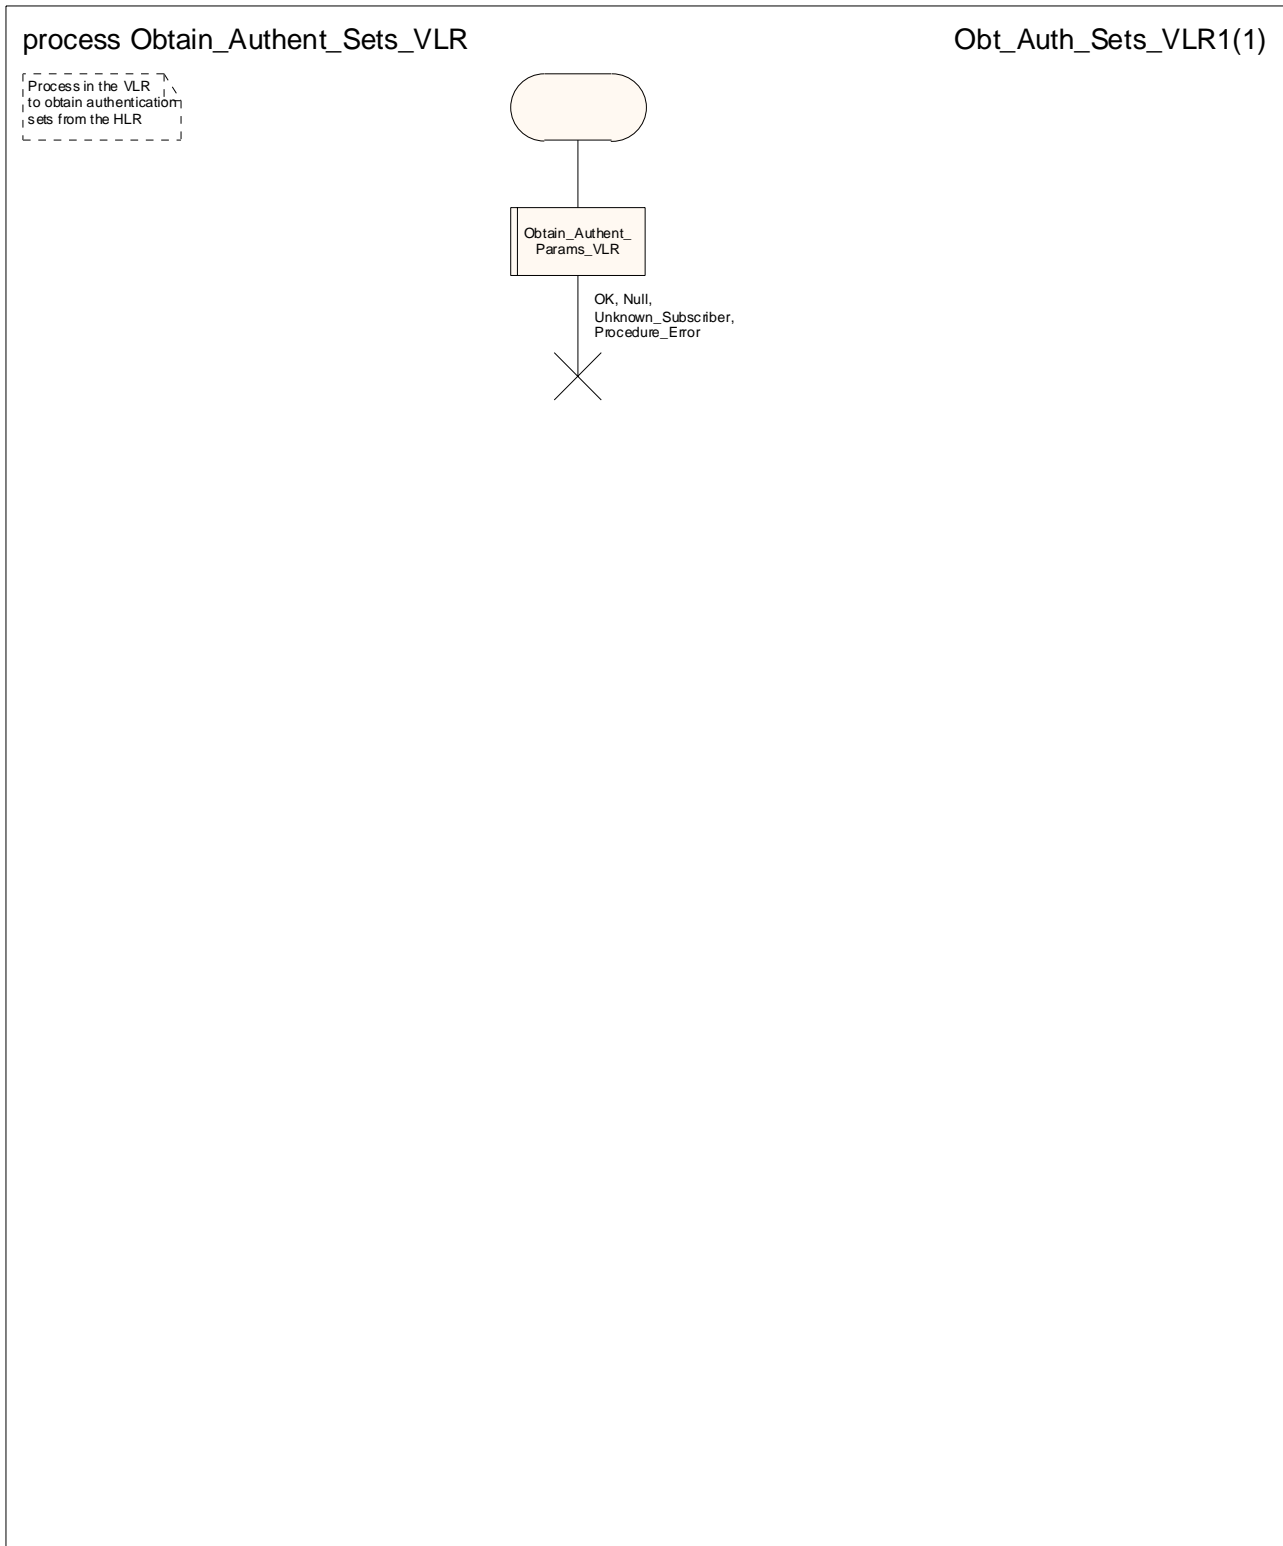 process Obtain_Authent_Sets_VLR
Obt_Auth_Sets_VLR1(1)
Process in the VLR
to obtain authentication
sets from the HLR
Obtain_Authent_
Params_VLR
OK, Null,
Unknown_Subscriber,
Procedure_Error